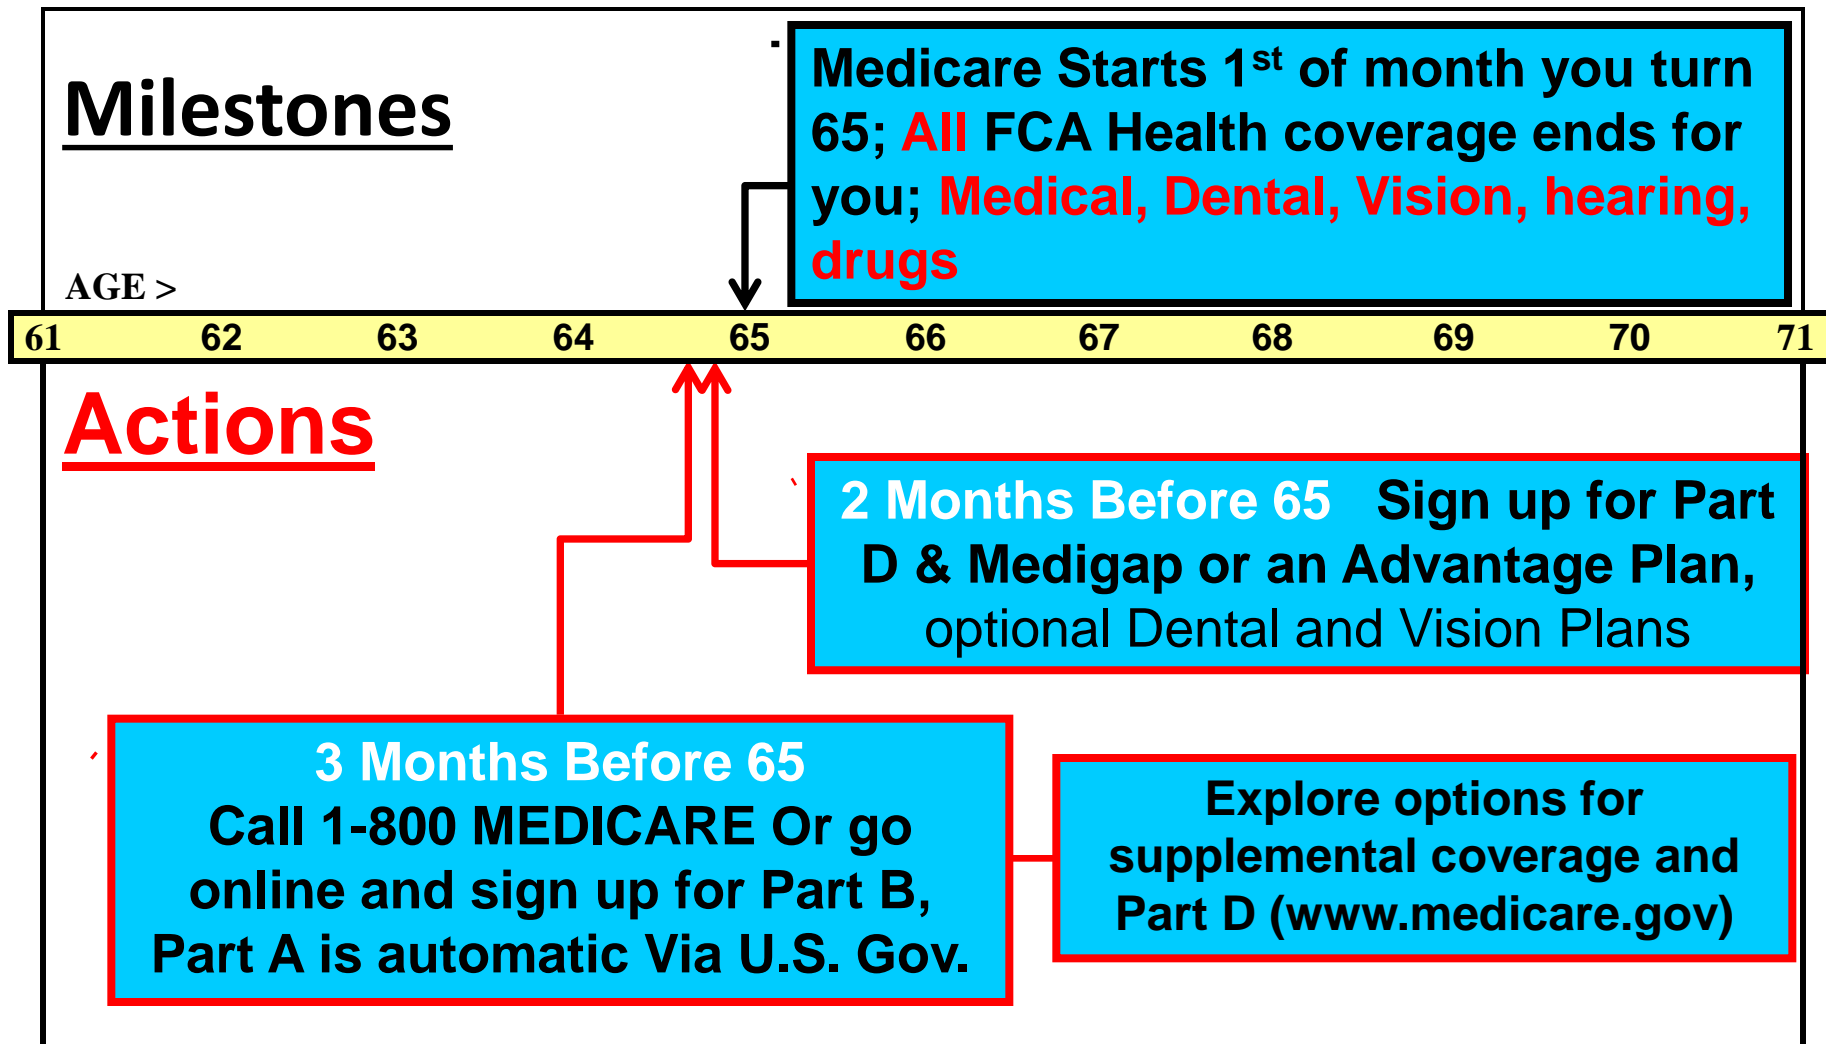 Milestones
Medicare Starts 1st of month you turn
65; All FCA Health coverage ends for
you; Medical, Dental, Vision, hearing,
drugs
AGE >
61 62 63 64 65 66 67 68 69 70 71
Actions
2 Months Before 65 Sign up for Part
D & Medigap or an Advantage Plan,
optional Dental and Vision Plans
3 Months Before 65
Call 1-800 MEDICARE Or go
online and sign up for Part B,
Part A is automatic Via U.S. Gov.
Explore options for
supplemental coverage and
Part D (www.medicare.gov)